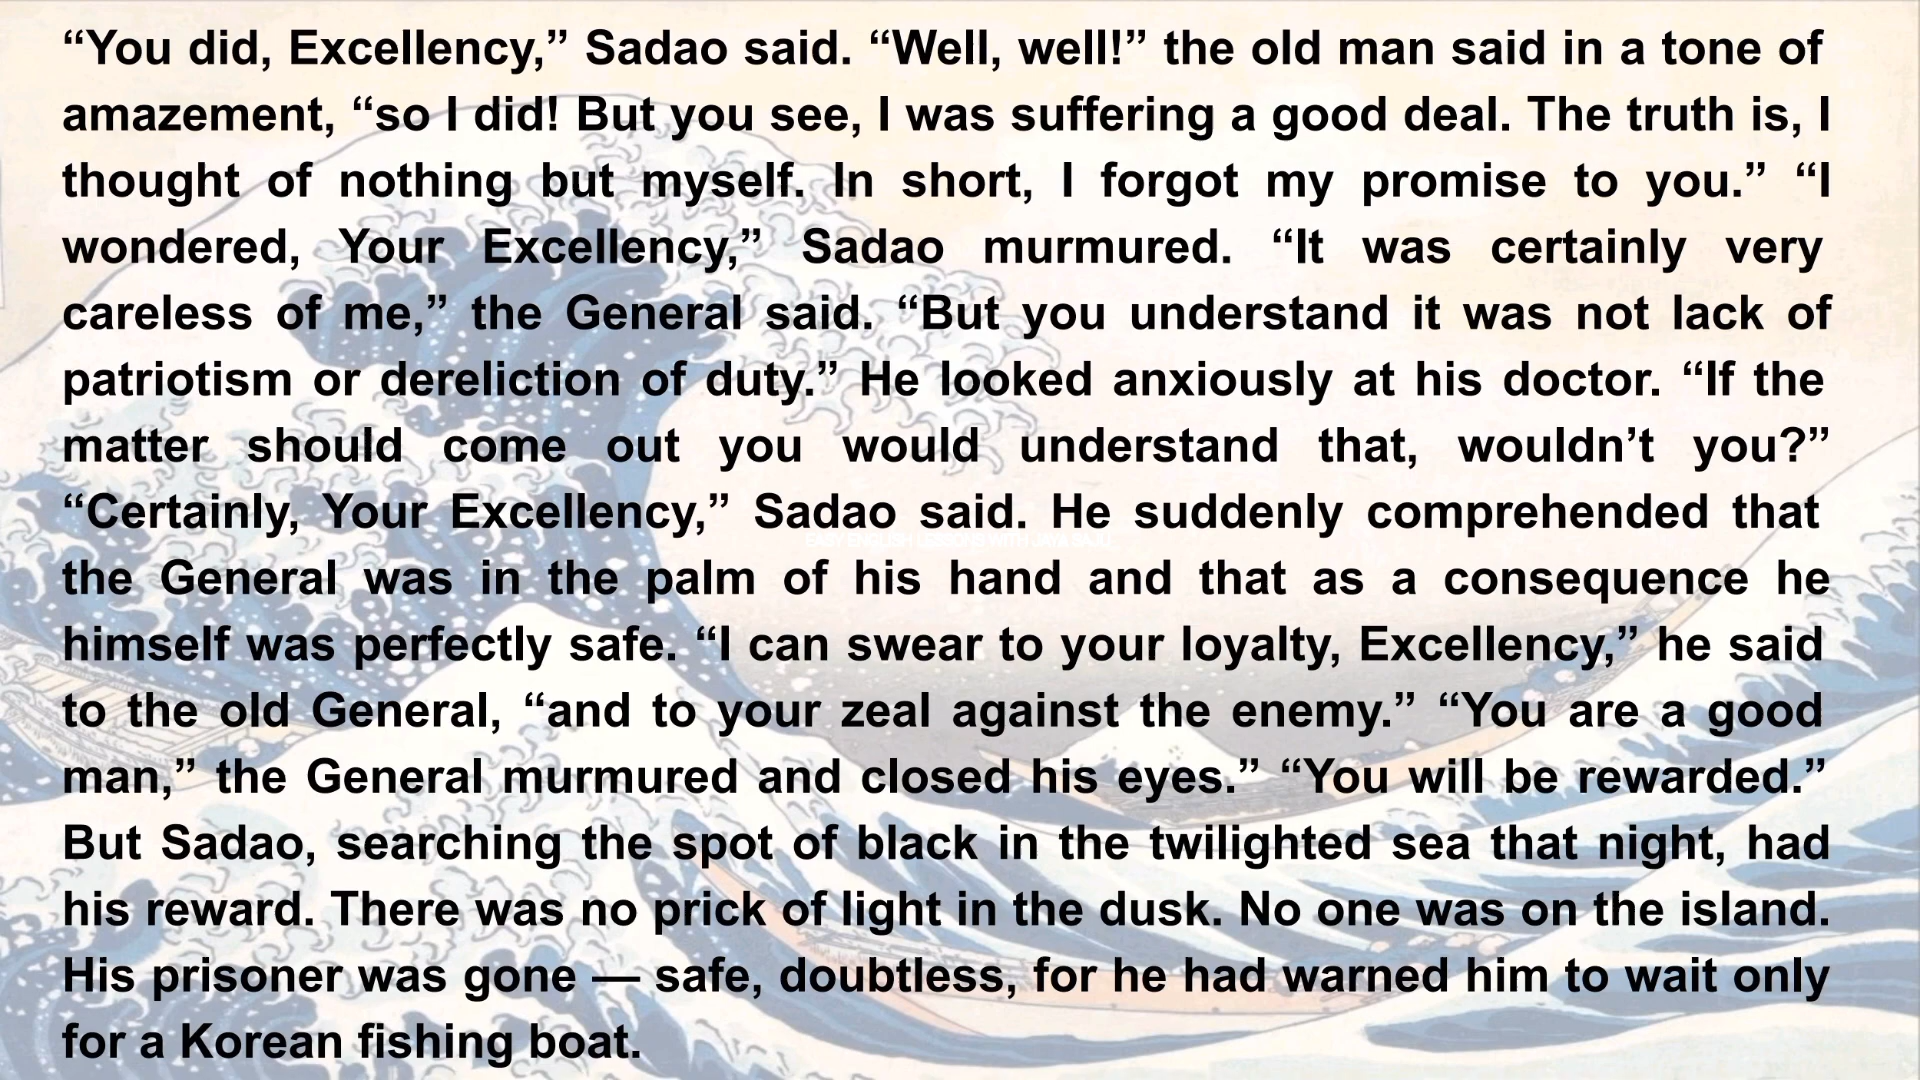 “You did, Excellency,” Sadao said. “Well, well!” the old man said in a tone of
amazement, “so I did! But you see, I was suffering a good deal. The truth is, I
thought of nothing but myself. In short, I forgot my promise to you.” “I
wondered, Your Excellency,” Sadao murmured. “It was certainly very
careless of me,” the General said. “But you understand it was not lack of
patriotism or dereliction of duty.” He looked anxiously at his doctor. “If the
matter should come out you would understand that, wouldn’t you?”
“Certainly, Your Excellency,” Sadao said. He suddenly comprehended that
EASY ENGLISH LESSONS WITH JAYA BAJU
the General was in the palm of his hand and that as a consequence he
himself was perfectly safe. “I can swear to your loyalty, Excellency,” he said
to the old General, “and to your zeal against the enemy.” “You are a good
man,” the General murmured and closed his eyes.” “You will be rewarded.”
But Sadao, searching the spot of black in the twilighted sea that night, had
his reward. There was no prick of light in the dusk. No one was on the island.
His prisoner was gone — safe, doubtless, for he had warned him to wait only
for a Korean fishing boat.